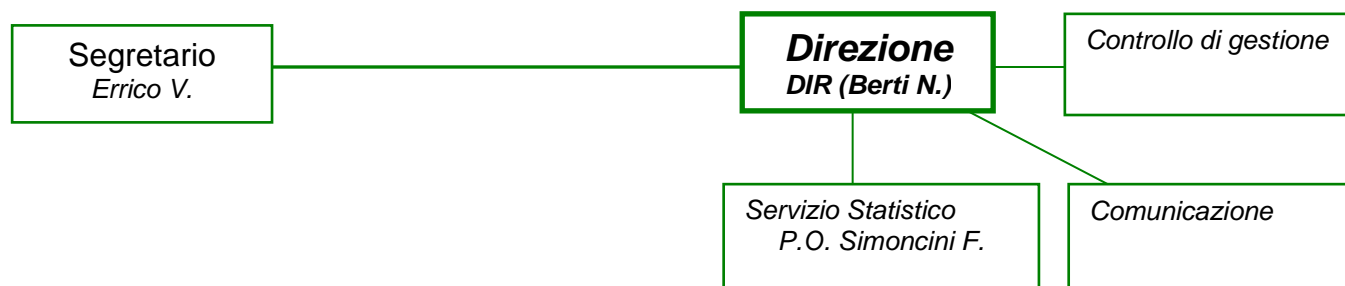 Segretario
Errico V.
Direzione
DIR (Berti N.)
Controllo di gestione
Servizio Statistico
P.O. Simoncini F.
Comunicazione